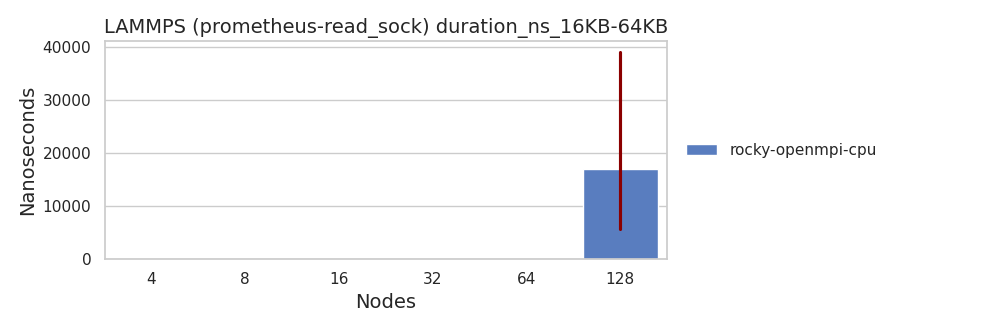 LAMMPS (prometheus-read_sock) duration_ns_16KB-64KB
Nanoseconds
40000
30000
20000
10000
0
4 8 16 32 64 128
Nodes
rocky-openmpi-cpu